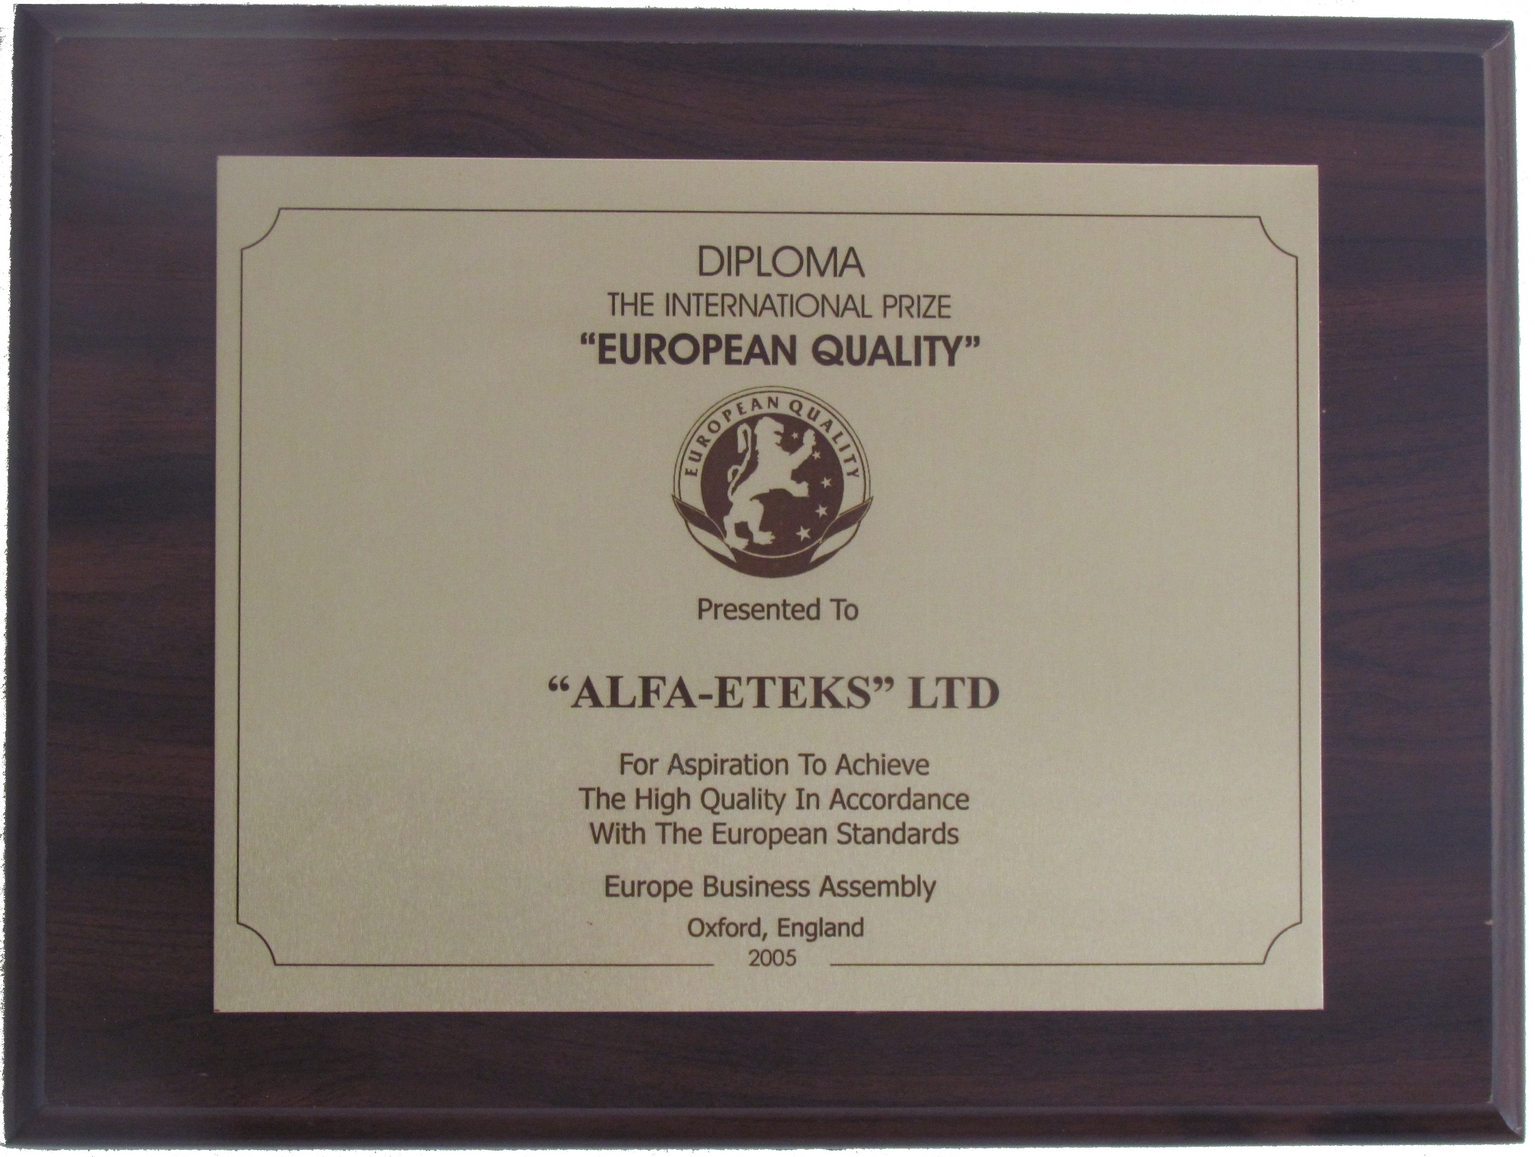 DIPLOMA
THE INTERNATIONAL PRIZE
“EUROPEAN QUALITY”
EUROPEAN QUALITY
Presented To
“ALFA-ETEKS” LTD
For Aspiration To Achieve
The High Quality In Accordance
With The European Standards
Europe Business Assembly
Oxford, England
2005